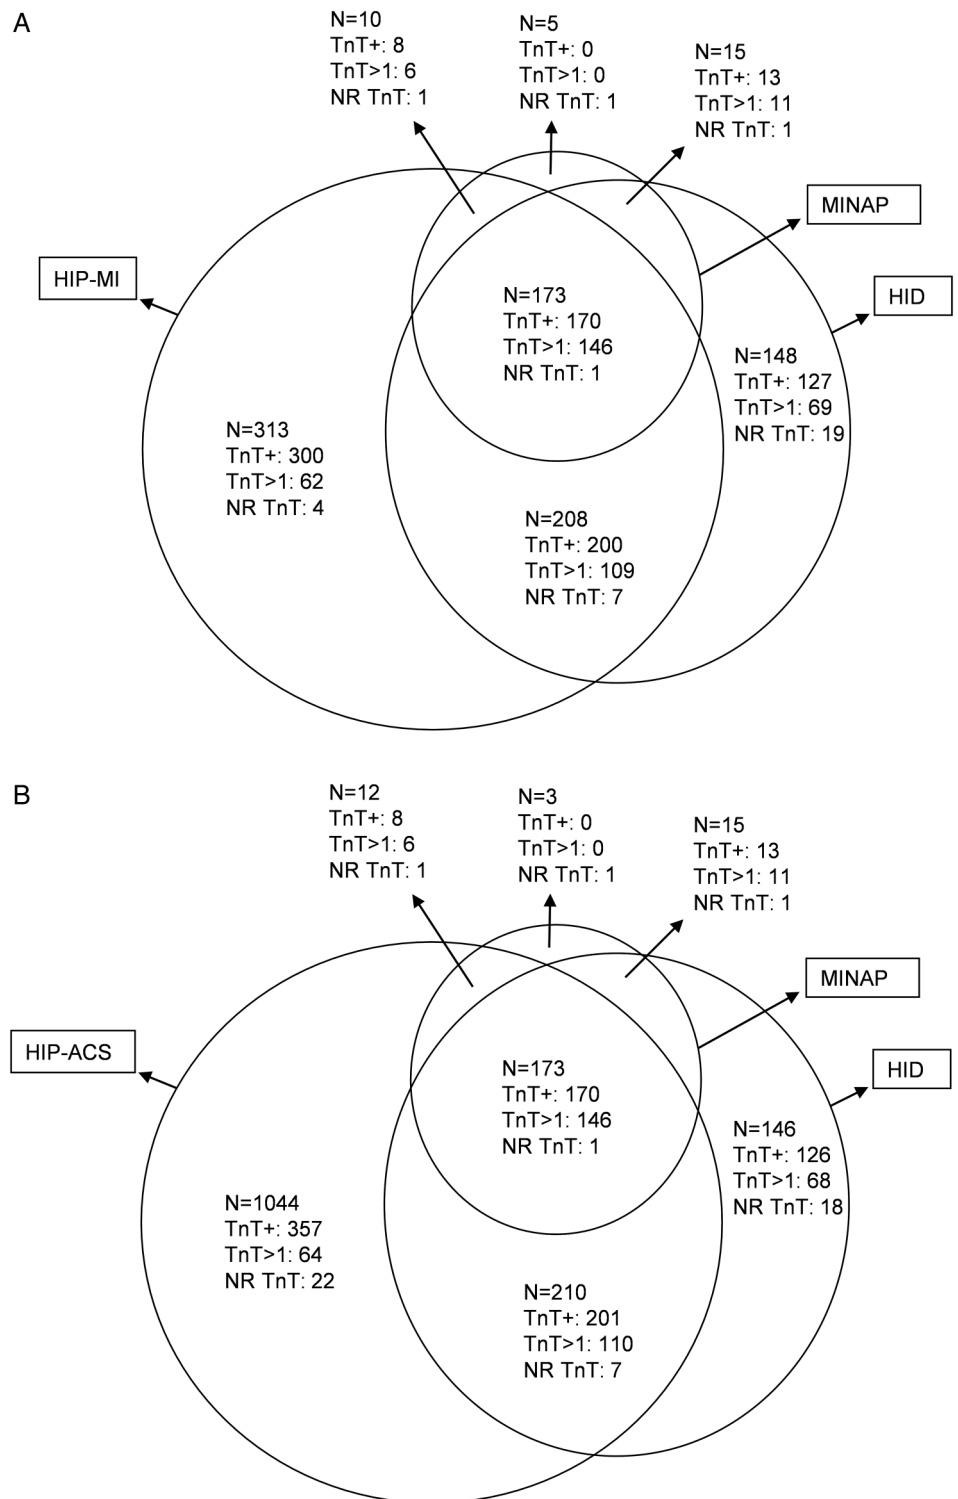 A
N=10
TnT+: 8
TnT>1: 6
NR TnT: 1
N=5
TnT+: 0
TnT>1: 0
NR TnT: 1
N=15
TnT+: 13
TnT>1: 11
NR TnT: 1
MINAP
HIP-MI
HID
N=173
TnT+: 170
TnT>1: 146
NR TnT: 1
N=148
TnT+: 127
TnT>1: 69
NR TnT: 19
N=313
TnT+: 300
TnT>1: 62
NR TnT: 4
N=208
TnT+: 200
TnT>1: 109
NR TnT: 7
B
N=12
TnT+: 8
TnT>1: 6
NR TnT: 1
N=3
TnT+: 0
TnT>1: 0
NR TnT: 1
N=15
TnT+: 13
TnT>1: 11
NR TnT: 1
MINAP
HIP-ACS
HID
N=173
TnT+: 170
TnT>1: 146
NR TnT: 1
N=146
TnT+: 126
TnT>1: 68
NR TnT: 18
N=1044
TnT+: 357
TnT>1: 64
NR TnT: 22
N=210
TnT+: 201
TnT>1: 110
NR TnT: 7